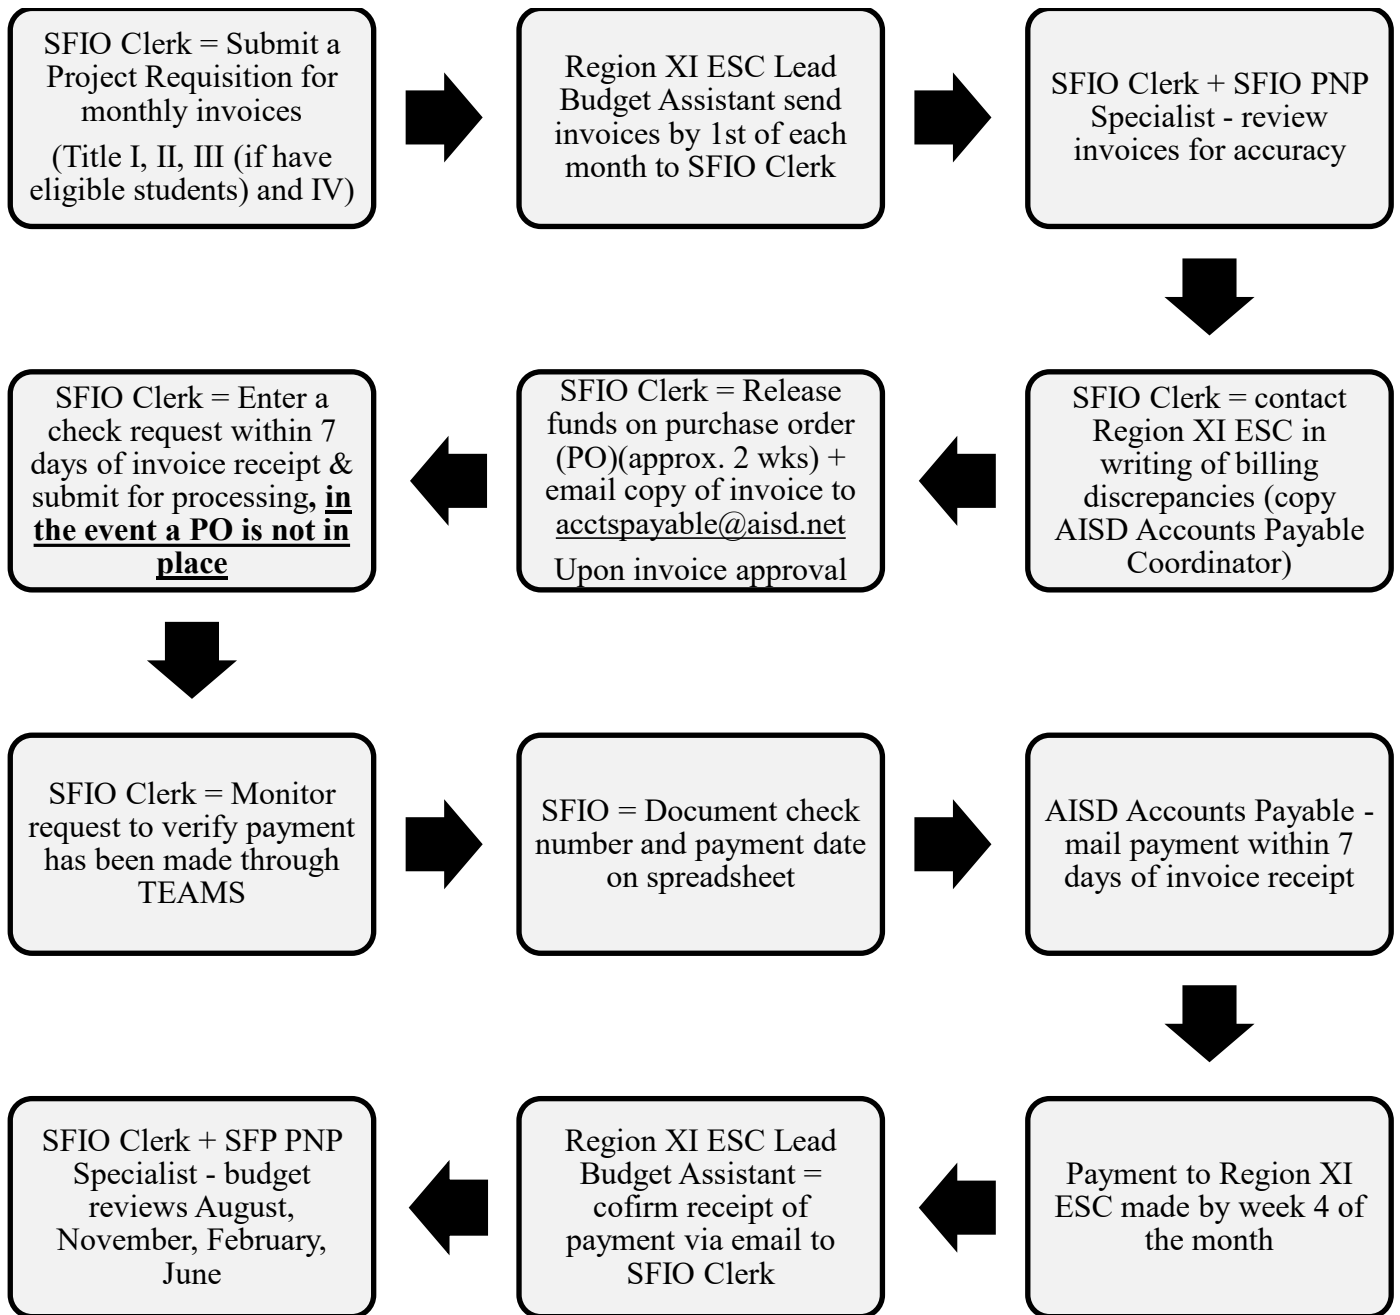 SFIO Clerk = Submit a
Project Requisition for
monthly invoices
(Title I, II, III (if have
eligible students) and IV)
Region XI ESC Lead
Budget Assistant send
invoices by 1st of each
month to SFIO Clerk
SFIO Clerk + SFIO PNP
Specialist - review
invoices for accuracy
SFIO Clerk = contact
Region XI ESC in
writing of billing
discrepancies (copy
AISD Accounts Payable
Coordinator)
SFIO Clerk = Release
funds on purchase order
(PO)(approx. 2 wks) +
email copy of invoice to
acctspayable@aisd.net
Upon invoice approval
SFIO Clerk = Enter a
check request within 7
days of invoice receipt &
submit for processing, in
the event a PO is not in
place
SFIO Clerk = Monitor
request to verify payment
has been made through
TEAMS
SFIO = Document check
number and payment date
on spreadsheet
AISD Accounts Payable -
mail payment within 7
days of invoice receipt
Payment to Region XI
ESC made by week 4 of
the month
Region XI ESC Lead
Budget Assistant =
cofirm receipt of
payment via email to
SFIO Clerk
SFIO Clerk + SFP PNP
Specialist - budget
reviews August,
November, February,
June